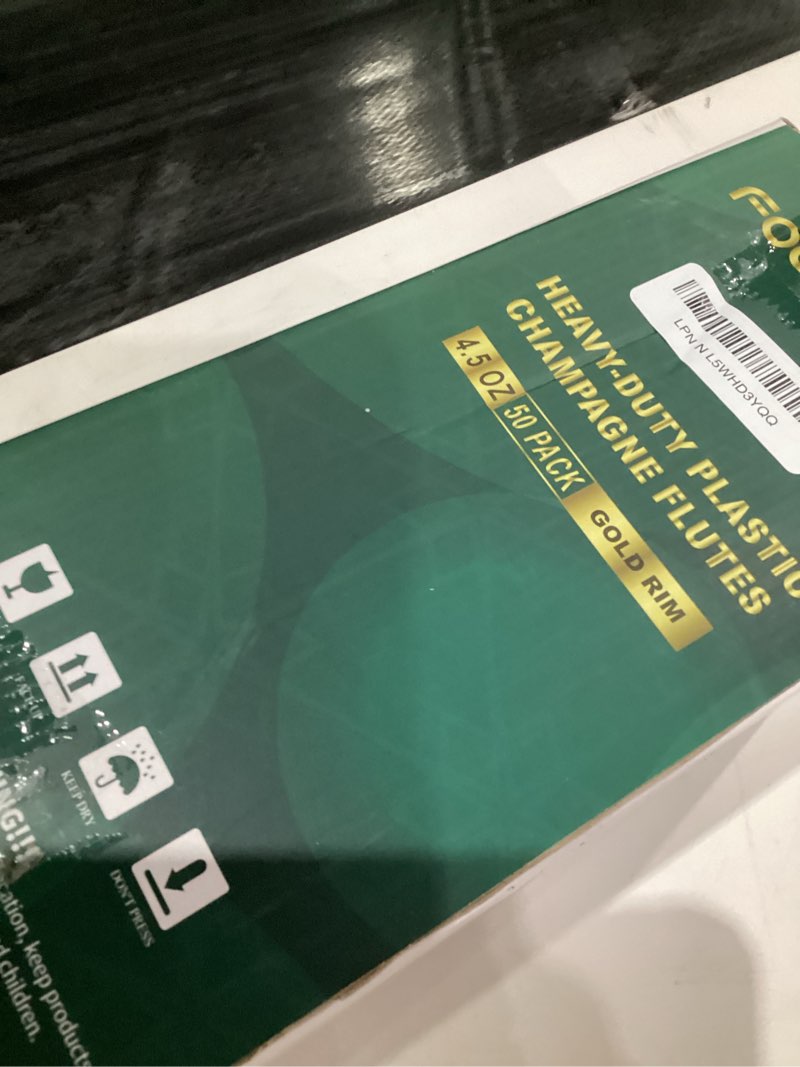 HEAVY-DUTY PLASTIC
CHAMPAGNE FLUTES
4.5 OZ 50 PACK GOLD RIM
LPN N L5WHD3YQQ
KEEP DRY
DON'T PRESS
keep products
children.